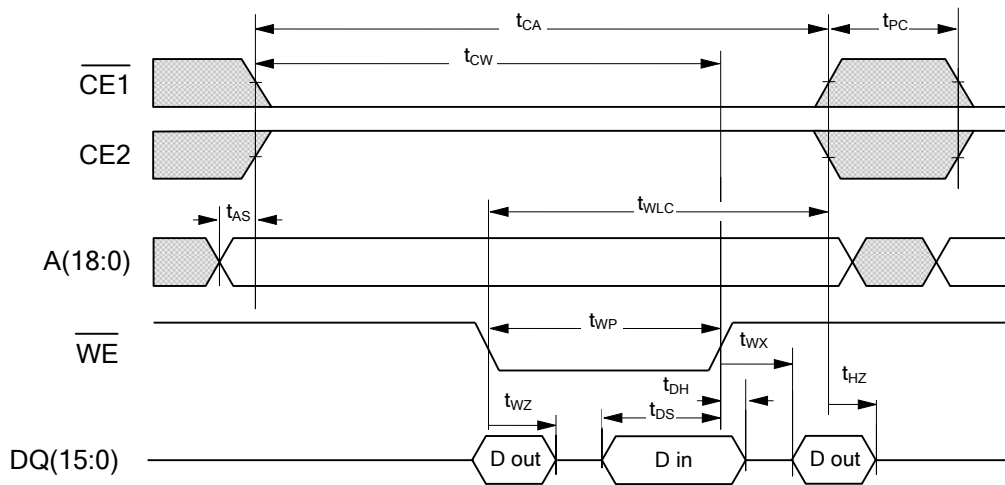 tCA
tPC
tCW
CE1
CE2
tAS
tWLC
A(18:0)
tWP
WE
tWX
tHZ
tDH
tWZ
tDS
DQ(15:0)
D out
D in
D out